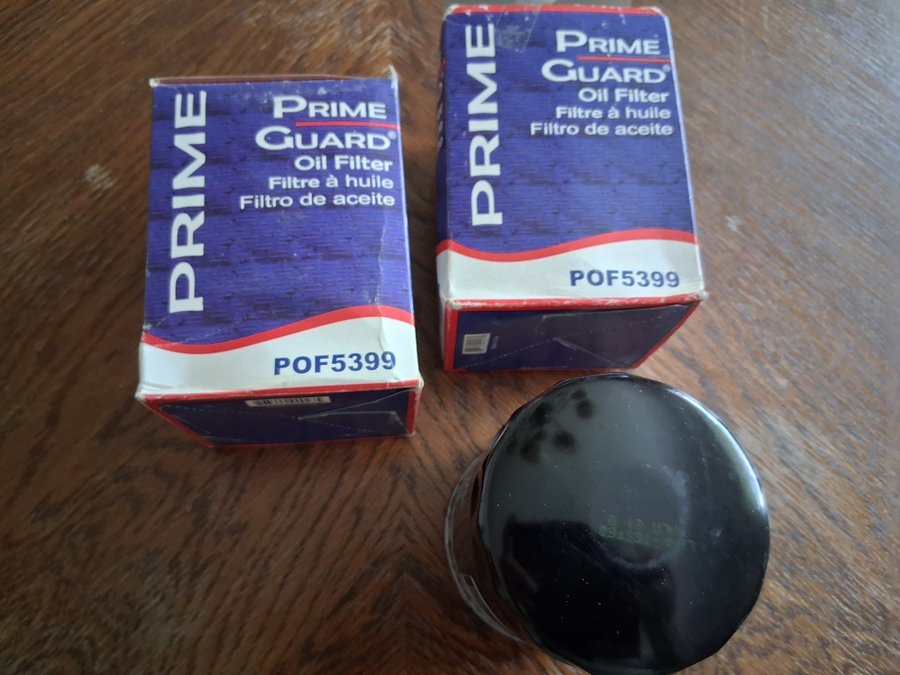 PRIME
PRIME
GUARD®
Oil Filter
Filtre à huile
Filtro de aceite
POF5399
PRIME
PRIME
GUARD®
Oil Filter
Filtre à huile
Filtro de aceite
POF5399